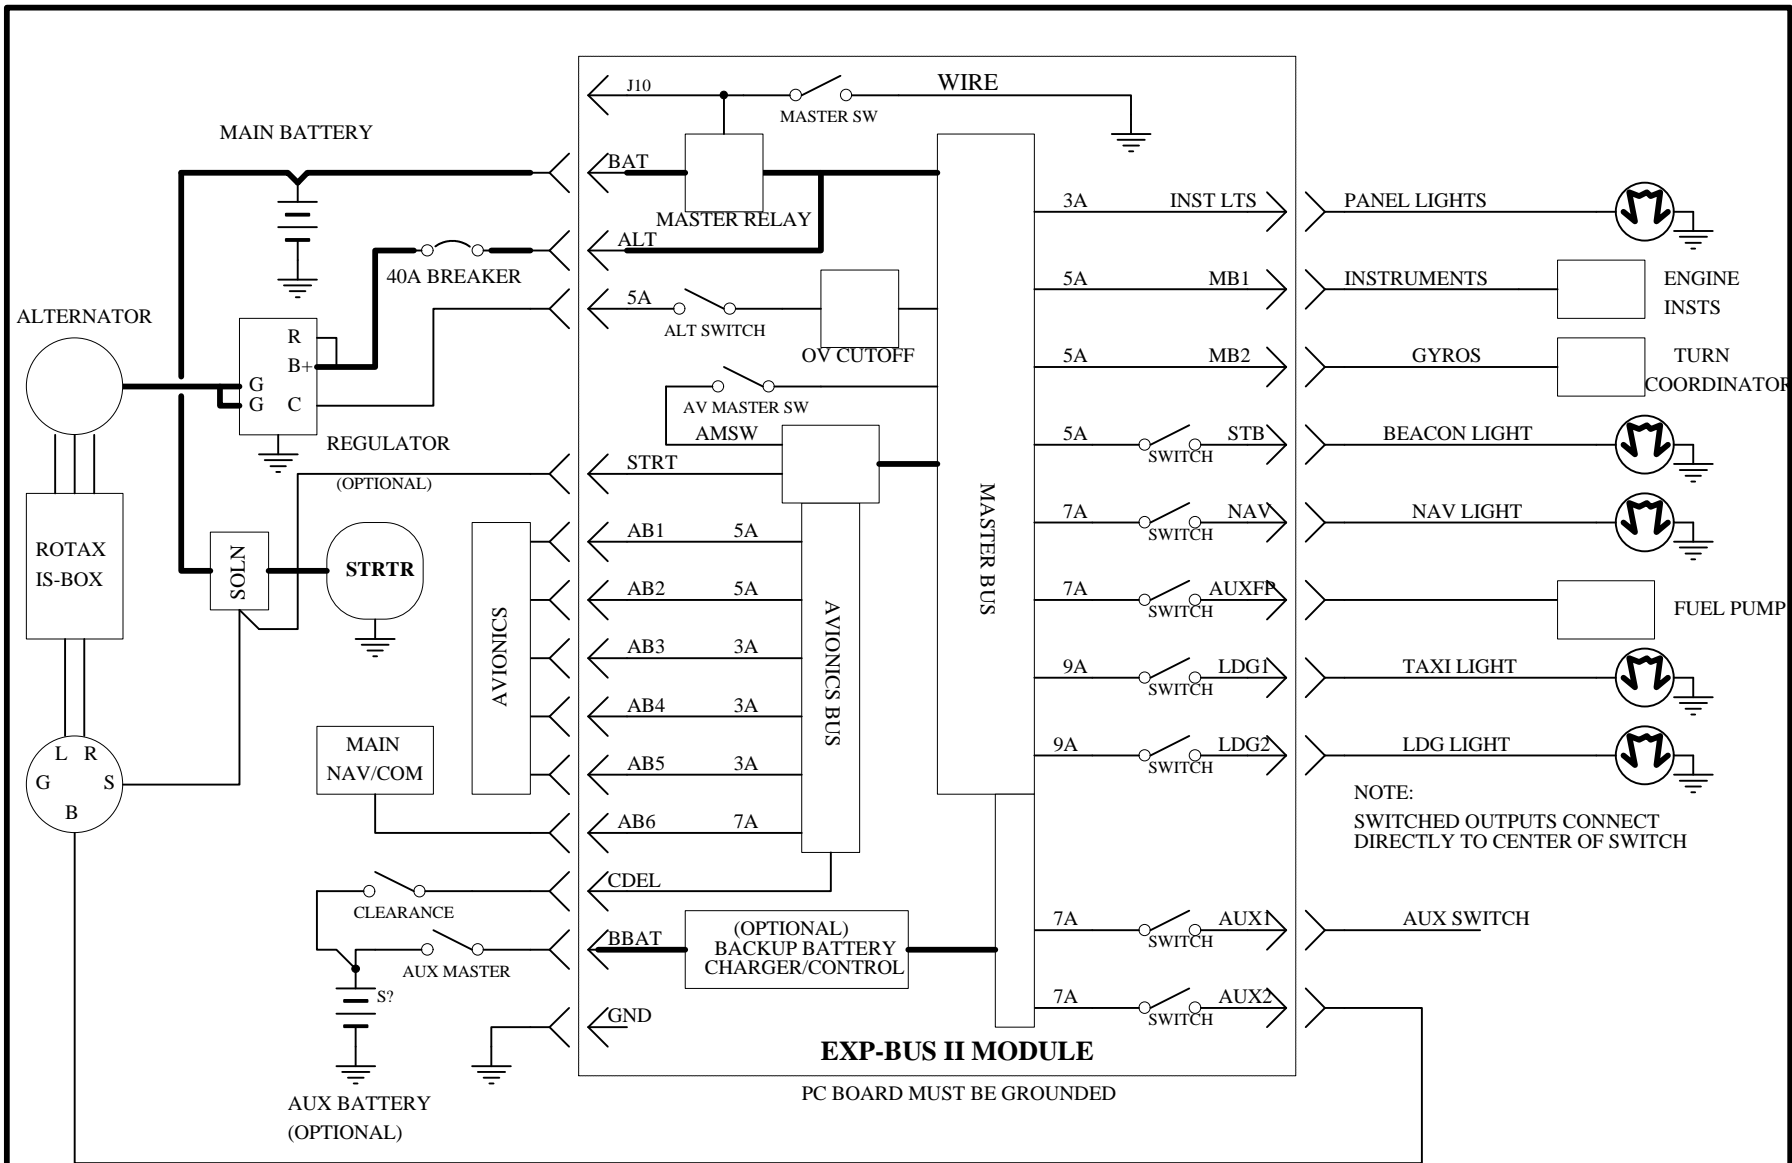 J10
WIRE
MASTER SW
MAIN BATTERY
BAT
MASTER RELAY
ALT
40A BREAKER
5A
ALT SWITCH
OV CUTOFF
ALTERNATOR
R
B+
G
G
C
REGULATOR
(OPTIONAL)
AV MASTER SW
AMSW
STRT
ROTAX
IS-BOX
SOLN
STRTR
AVIONICS
AB1 5A
AB2 5A
AB3 3A
AB4 3A
AB5 3A
AB6 7A
AVIONICS BUS
MASTER BUS
MAIN
NAV/COM
L R
G S
B
CDEL
CLEARANCE
BBAT
AUX MASTER
(OPTIONAL)
BACKUP BATTERY
CHARGER/CONTROL
S?
GND
AUX BATTERY
(OPTIONAL)
EXP-BUS II MODULE
PC BOARD MUST BE GROUNDED
3A INST LTS PANEL LIGHTS
5A MB1 INSTRUMENTS
ENGINE
INSTS
5A MB2 GYROS
TURN
COORDINATOR
5A STB BEACON LIGHT
SWITCH
7A NAV NAV LIGHT
SWITCH
7A AUXFP
SWITCH
FUEL PUMP
9A LDG1 TAXI LIGHT
SWITCH
9A LDG2 LDG LIGHT
SWITCH
NOTE:
SWITCHED OUTPUTS CONNECT
DIRECTLY TO CENTER OF SWITCH
7A AUX1 AUX SWITCH
SWITCH
7A AUX2
SWITCH